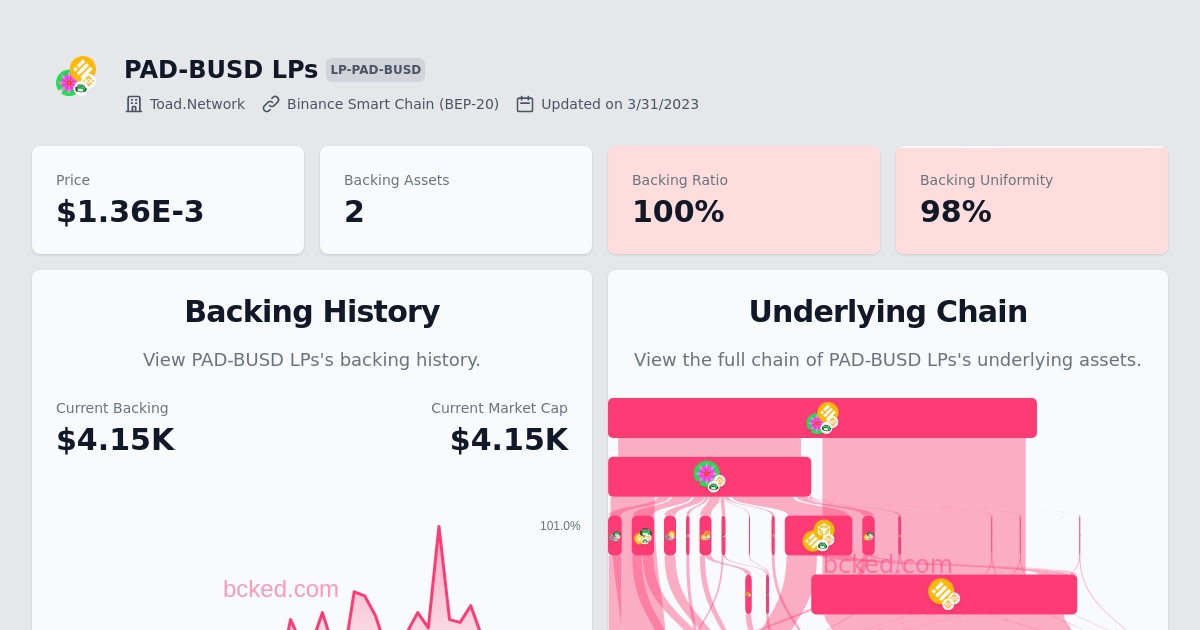 PAD-BUSD LPs LP-PAD-BUSD
Toad.Network Binance Smart Chain (BEP-20) Updated on 3/31/2023
Price
$1.36E-3
Backing Assets
2
Backing Ratio
100%
Backing Uniformity
98%
Backing History
View PAD-BUSD LPs's backing history.
Current Backing
$4.15K
Current Market Cap
$4.15K
101.0%
bcked.com
Underlying Chain
View the full chain of PAD-BUSD LPs's underlying assets.
bcked.com